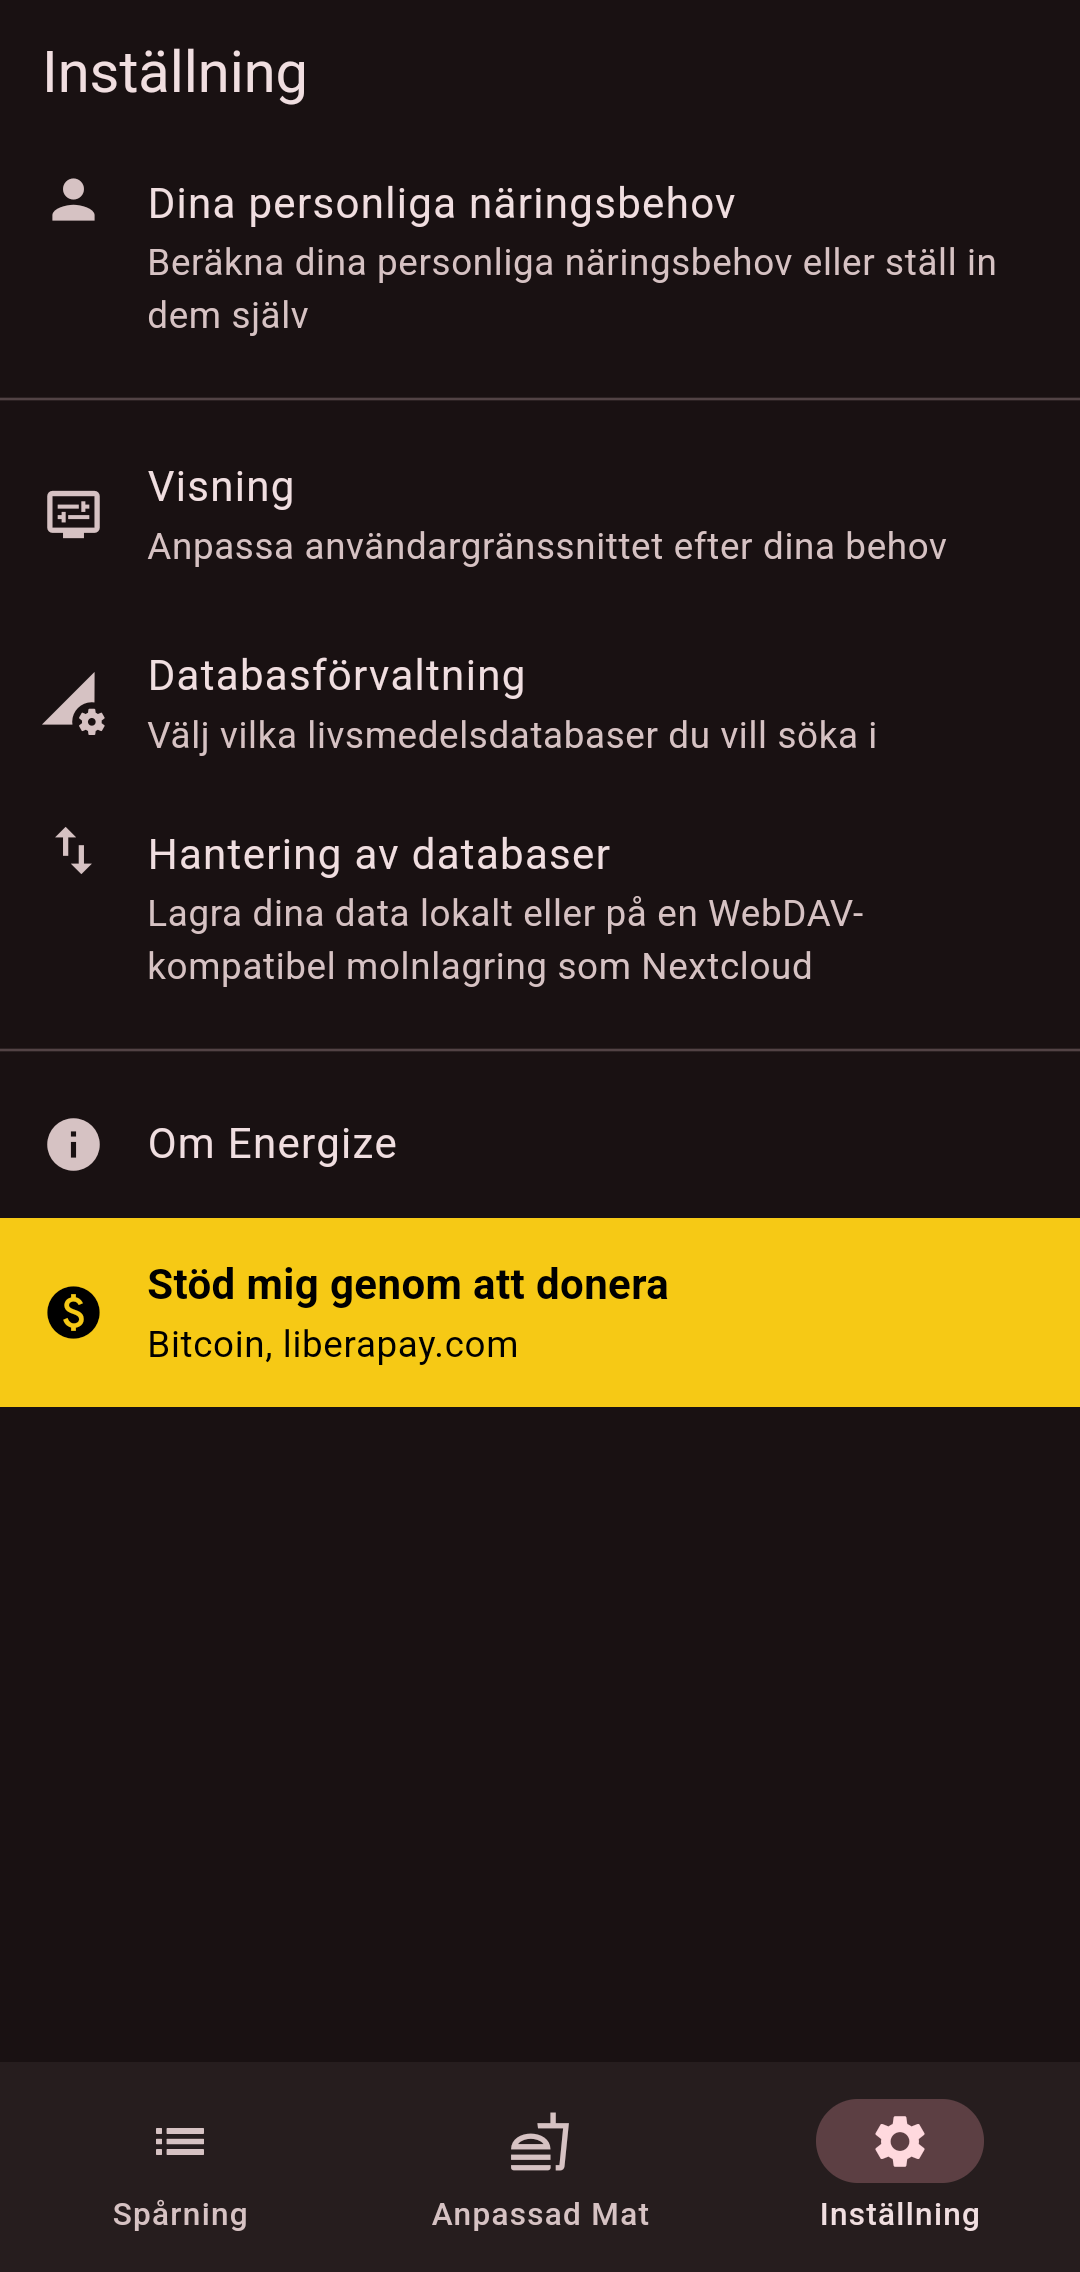 Inställning
Dina personliga näringsbehov
Beräkna dina personliga näringsbehov eller ställ in
dem själv
Visning
Anpassa användargränssnittet efter dina behov
Databasförvaltning
Välj vilka livsmedelsdatabaser du vill söka i
Hantering av databaser
Lagra dina data lokalt eller på en WebDAV-
kompatibel molnlagring som Nextcloud
Om Energize
Stöd mig genom att donera
Bitcoin, liberapay.com
Spårning
Anpassad Mat
Inställning